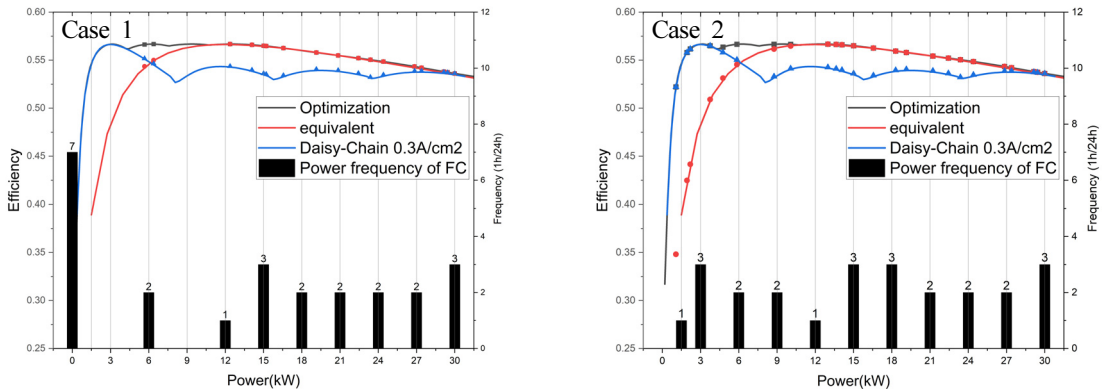 Case 1
0.60
0.55
0.50
0.45
0.40
0.35
0.30
0.25
Efficiency
7
2
1
3
2
2
2
2
3
Optimization
equivalent
Daisy-Chain 0.3A/cm2
Power frequency of FC
12
10
8
6
4
2
0
Frequency (1h/24h)
0 3 6 9 12 15 18 21 24 27 30
Power(kW)
Case 2
0.60
0.55
0.50
0.45
0.40
0.35
0.30
0.25
Efficiency
1
3
2
2
1
3
3
2
2
2
3
Optimization
equivalent
Daisy-Chain 0.3A/cm2
Power frequency of FC
12
10
8
6
4
2
0
Frequency (1h/24h)
0 3 6 9 12 15 18 21 24 27 30
Power(kW)